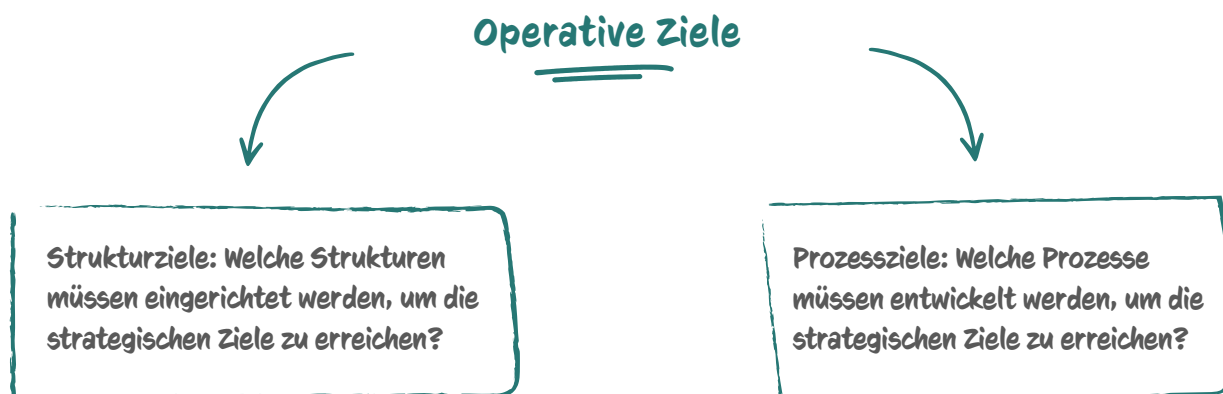 Operative Ziele
Strukturziele: Welche Strukturen
müssen eingerichtet werden, um die
strategischen Ziele zu erreichen?
Prozessziele: Welche Prozesse
müssen entwickelt werden, um die
strategischen Ziele zu erreichen?